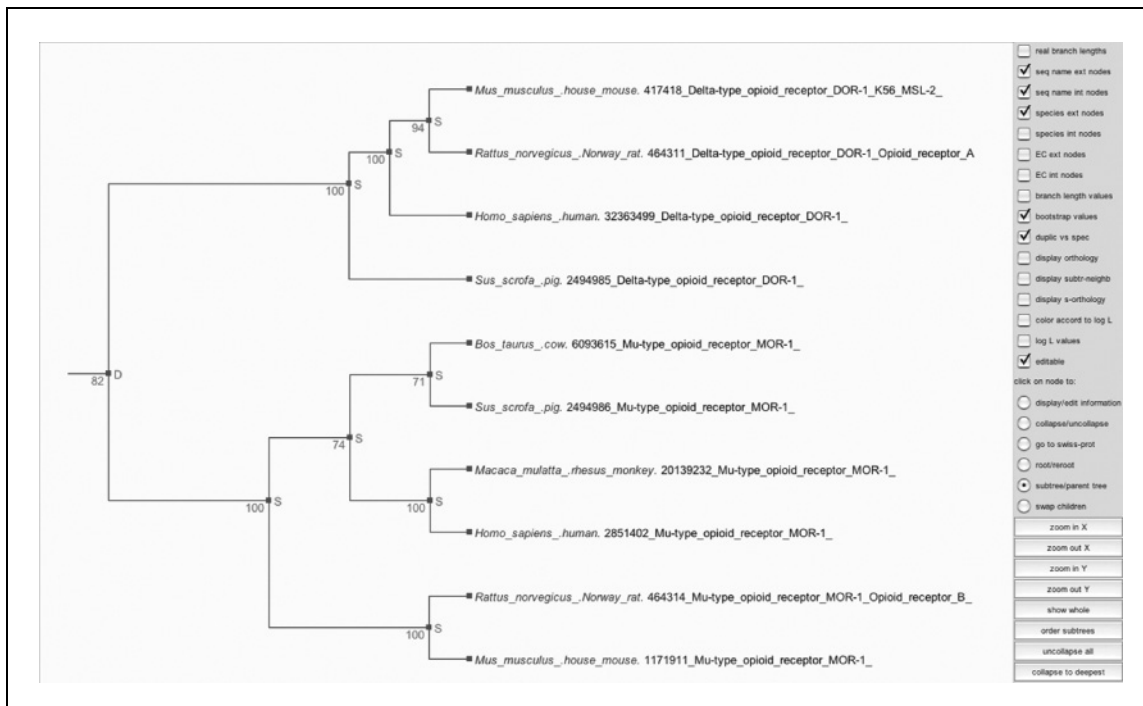 Mus_musculus_.house_mouse. 417418_Delta-type_opioid_receptor_DOR-1_K56_MSL-2_
94 S
Rattus_norvegicus_.Norway_rat. 464311_Delta-type_opioid_receptor_DOR-1_Opioid_receptor_A
100 S
Homo_sapiens_.human. 32363499_Delta-type_opioid_receptor_DOR-1_
100 S
Sus_scrofa_.pig. 2494985_Delta-type_opioid_receptor_DOR-1_
82 D
Bos_taurus_.cow. 6093615_Mu-type_opioid_receptor_MOR-1_
71 S
Sus_scrofa_.pig. 2494986_Mu-type_opioid_receptor_MOR-1_
74 S
Macaca_mulatta_.rhesus_monkey. 20139232_Mu-type_opioid_receptor_MOR-1_
100 S
Homo_sapiens_.human. 2851402_Mu-type_opioid_receptor_MOR-1_
100 S
Rattus_norvegicus_.Norway_rat. 464314_Mu-type_opioid_receptor_MOR-1_Opioid_receptor_B_
100 S
Mus_musculus_.house_mouse. 1171911_Mu-type_opioid_receptor_MOR-1_
real branch lengths
seq name ext nodes
seq name int nodes
species ext nodes
species int nodes
EC ext nodes
EC int nodes
branch length values
bootstrap values
duplic vs spec
display orthology
display subtr-neighb
display s-orthology
color accord to log L
log L values
editable
click on node to:
display/edit information
collapse/uncollapse
go to swiss-prot
root/reroot
subtree/parent tree
swap children
zoom in X
zoom out X
zoom in Y
zoom out Y
show whole
order subtrees
uncollapse all
collapse to deepest